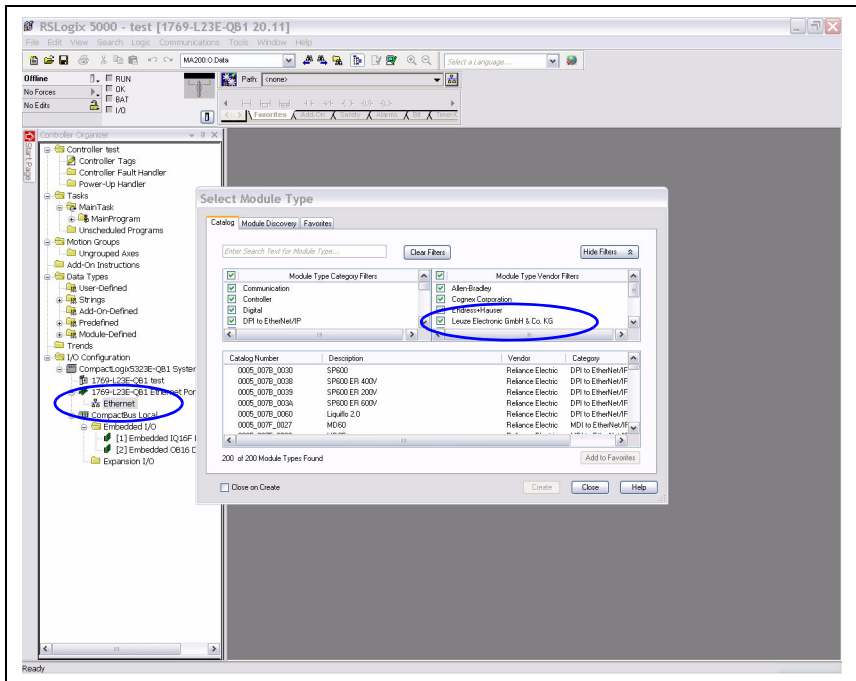 RSLogix 5000 - test [1769-L23E-QB1 20.11]
File Edit View Search Logic Communications Tools Window Help
MA200:O.Data
Select a Language...
Offline
RUN
Path: <none>
No Forces
OK
BAT
No Edits
I/O
Favorites Add-On Safety Alarms Bit
Start Page
Controller Organizer
Controller test
Controller Tags
Controller Fault Handler
Power-Up Handler
Tasks
MainTask
MainProgram
Unscheduled Programs
Motion Groups
Ungrouped Axes
Add-On Instructions
Data Types
User-Defined
Strings
Add-On-Defined
Predefined
Module-Defined
Trends
I/O Configuration
CompactLogix5323E-QB1 System
1769-L23E-QB1 test
1769-L23E-QB1 Ethernet Por
Ethernet
CompactBus Local
Embedded I/O
[1] Embedded IQ16F
[2] Embedded OB16
Expansion I/O
Select Module Type
Catalog Module Discovery Favorites
Enter Search Text for Module Type...
Clear Filters
Hide Filters
Module Type Category Filters
Communication
Controller
Digital
DPI to EtherNet/IP
Module Type Vendor Filters
Allen-Bradley
Cognex Corporation
Endress+Hauser
Leuze Electronic GmbH & Co. KG
Catalog Number Description Vendor Category
0005_007B_0030 SP600 Reliance Electric DPI to EtherNet/IP
0005_007B_0038 SP600 ER 400V Reliance Electric DPI to EtherNet/IP
0005_007B_0039 SP600 ER 200V Reliance Electric DPI to EtherNet/IP
0005_007B_003A SP600 ER 600V Reliance Electric DPI to EtherNet/IP
0005_007B_0060 Liquiflo 2.0 Reliance Electric DPI to EtherNet/IP
0005_007F_0027 MD60 Reliance Electric MDI to EtherNet/IP
200 of 200 Module Types Found
Add to Favorites
Close on Create
Create Close Help
Ready